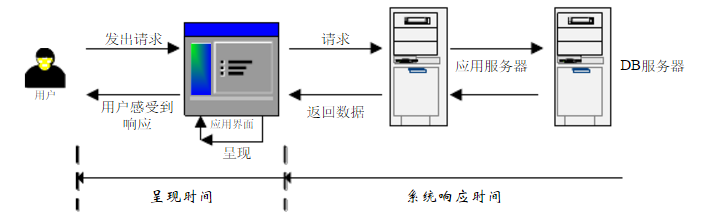 发出请求
请求
应用服务器
DB服务器
用户
用户感受到
响应
应用界面
呈现
返回数据
呈现时间
系统响应时间